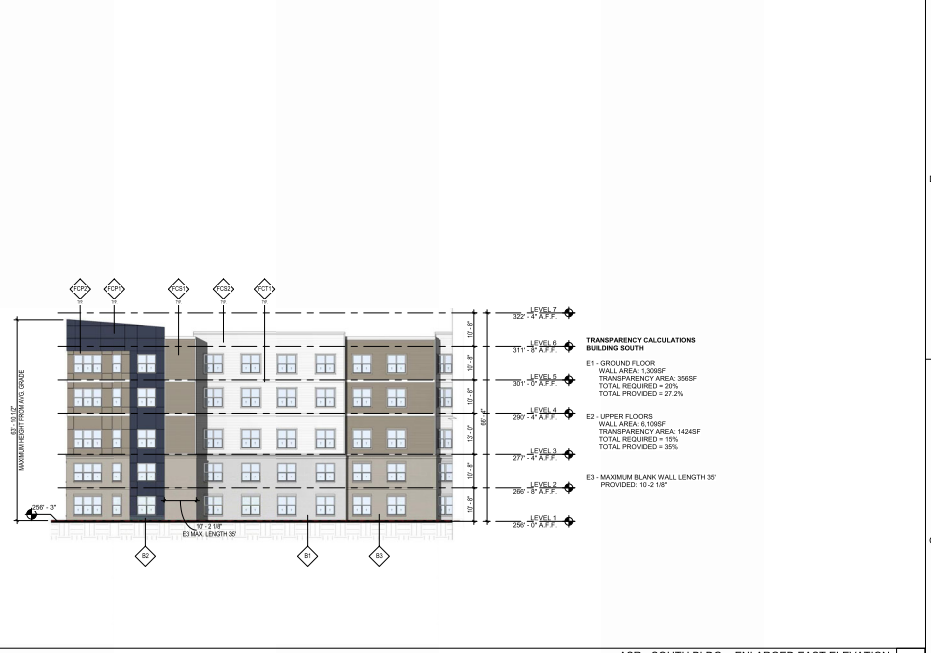 FCP2
FCP1
FCS1
FCS2
FCT1
LEVEL 7
322' - 4" A.F.F.
LEVEL 6
311' - 8" A.F.F.
LEVEL 5
301' - 0" A.F.F.
LEVEL 4
290' - 4" A.F.F.
LEVEL 3
277' - 4" A.F.F.
LEVEL 2
266' - 8" A.F.F.
LEVEL 1
256' - 0" A.F.F.
10' - 8"
10' - 8"
10' - 8"
13' - 0"
10' - 8"
10' - 8"
66' - 4"
63' - 10 1/2"
MAXIMUM HEIGHT FROM AVG. GRADE
256' - 3"
10' - 2 1/8"
E3 MAX. LENGTH 35'
B2
B1
B3
TRANSPARENCY CALCULATIONS
BUILDING SOUTH
E1 - GROUND FLOOR
WALL AREA: 1,309SF
TRANSPARENCY AREA: 356SF
TOTAL REQUIRED = 20%
TOTAL PROVIDED = 27.2%
E2 - UPPER FLOORS
WALL AREA: 6,109SF
TRANSPARENCY AREA: 1424SF
TOTAL REQUIRED = 15%
TOTAL PROVIDED = 35%
E3 - MAXIMUM BLANK WALL LENGTH 35'
PROVIDED: 10 -2 1/8"